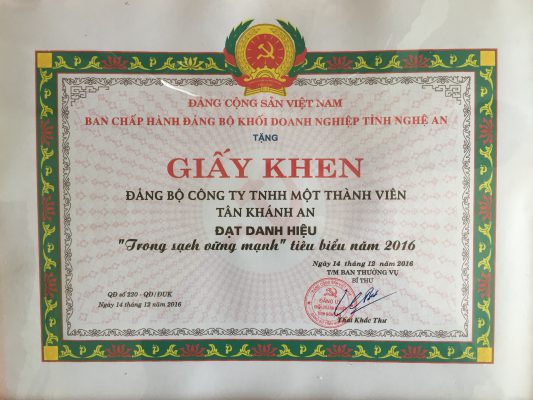 ĐẢNG CỘNG SẢN VIỆT NAM
BAN CHẤP HÀNH ĐẢNG BỘ KHỐI DOANH NGHIỆP TỈNH NGHỆ AN
TẶNG
GIẤY KHEN
ĐẢNG BỘ CÔNG TY TNHH MỘT THÀNH VIÊN
TÂN KHÁNH AN
ĐẠT DANH HIỆU
"Trong sạch vững mạnh" tiêu biểu năm 2016
Ngày 14 tháng 12 năm 2016
T/M BAN THƯỜNG VỤ
BÍ THƯ
QĐ số 220 - QĐ/ĐUK
Ngày 14 tháng 12 năm 2016
Thái Khắc Thư